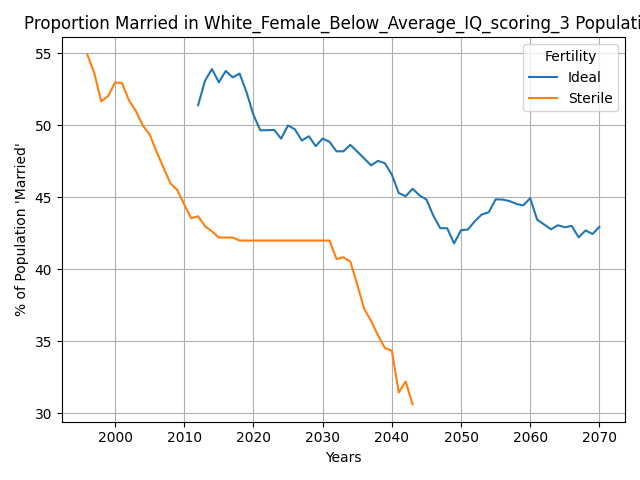 Proportion Married in White_Female_Below_Average_IQ_scoring_3 Populati
55
50
45
40
35
30
% of Population 'Married'
Fertility
Ideal
Sterile
2000 2010 2020 2030 2040 2050 2060 2070
Years